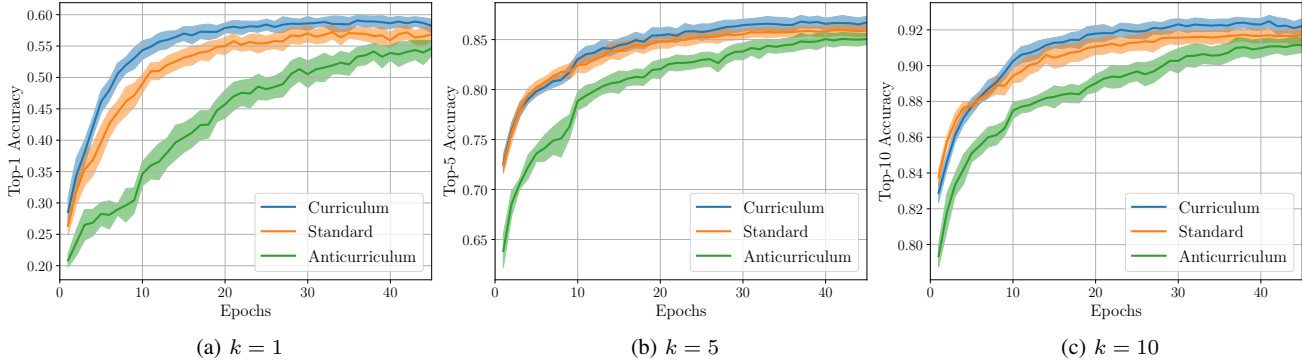 0.60
0.55
0.50
0.45
0.40
0.35
0.30
0.25
0.20
Top-1 Accuracy
Curriculum
Standard
Anticurriculum
0 10 20 30 40
Epochs
(a) k = 1
0.85
0.80
0.75
0.70
0.65
Top-5 Accuracy
Curriculum
Standard
Anticurriculum
0 10 20 30 40
Epochs
(b) k = 5
0.92
0.90
0.88
0.86
0.84
0.82
0.80
Top-10 Accuracy
Curriculum
Standard
Anticurriculum
0 10 20 30 40
Epochs
(c) k = 10